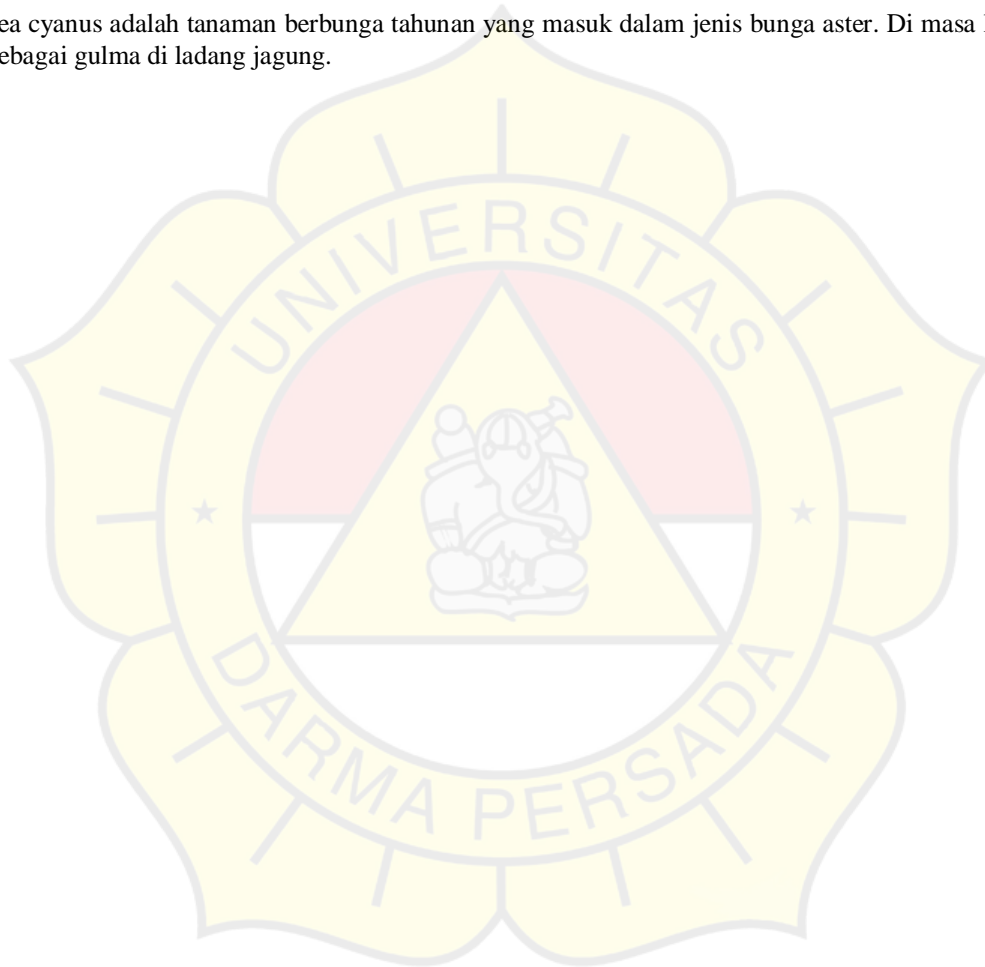 ea cyanus adalah tanaman berbunga tahunan yang masuk dalam jenis bunga aster. Di masa
ebagai gulma di ladang jagung.
UNIVERSITAS
DARMA PERSADA